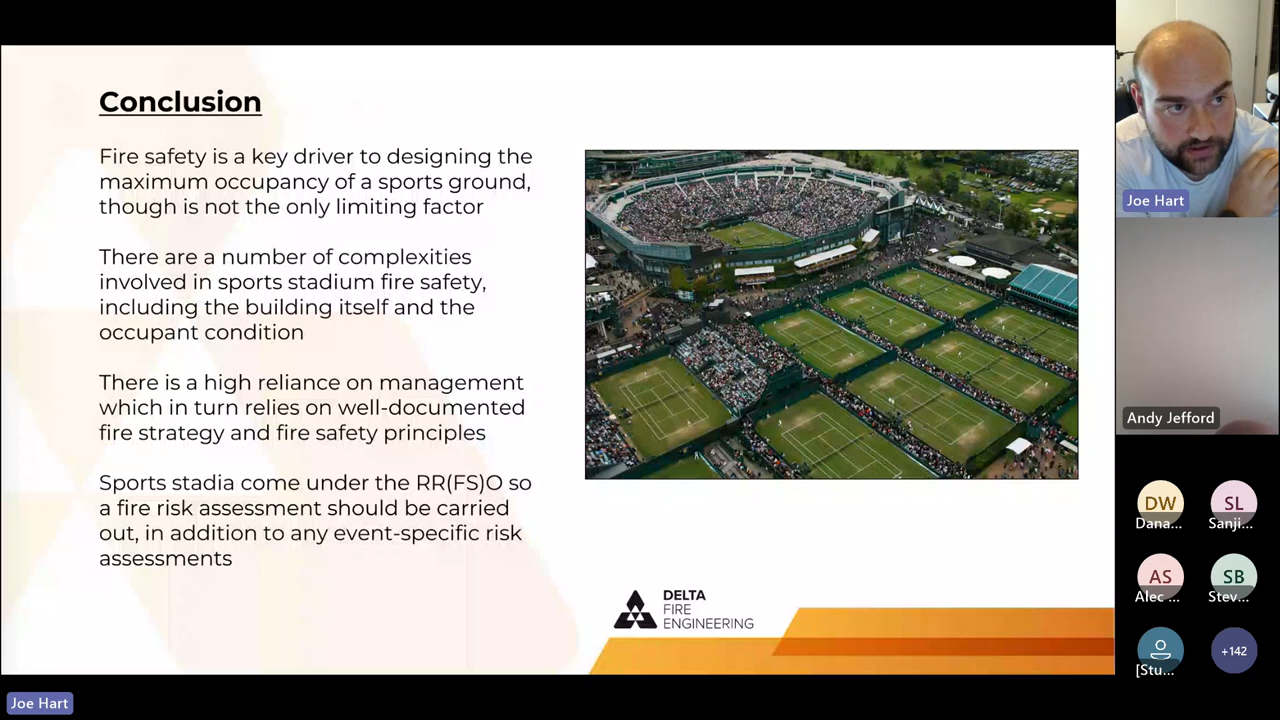 Conclusion
Fire safety is a key driver to designing the
maximum occupancy of a sports ground,
though is not the only limiting factor
There are a number of complexities
involved in sports stadium fire safety,
including the building itself and the
occupant condition
There is a high reliance on management
which in turn relies on well-documented
fire strategy and fire safety principles
Sports stadia come under the RR(FS)O so
a fire risk assessment should be carried
out, in addition to any event-specific risk
assessments
DELTA
FIRE
ENGINEERING
Joe Hart
Joe Hart
Andy Jefford
DW
Dana...
SL
Sanji...
AS
Alec ...
SB
Stev...
[Stu...
+142